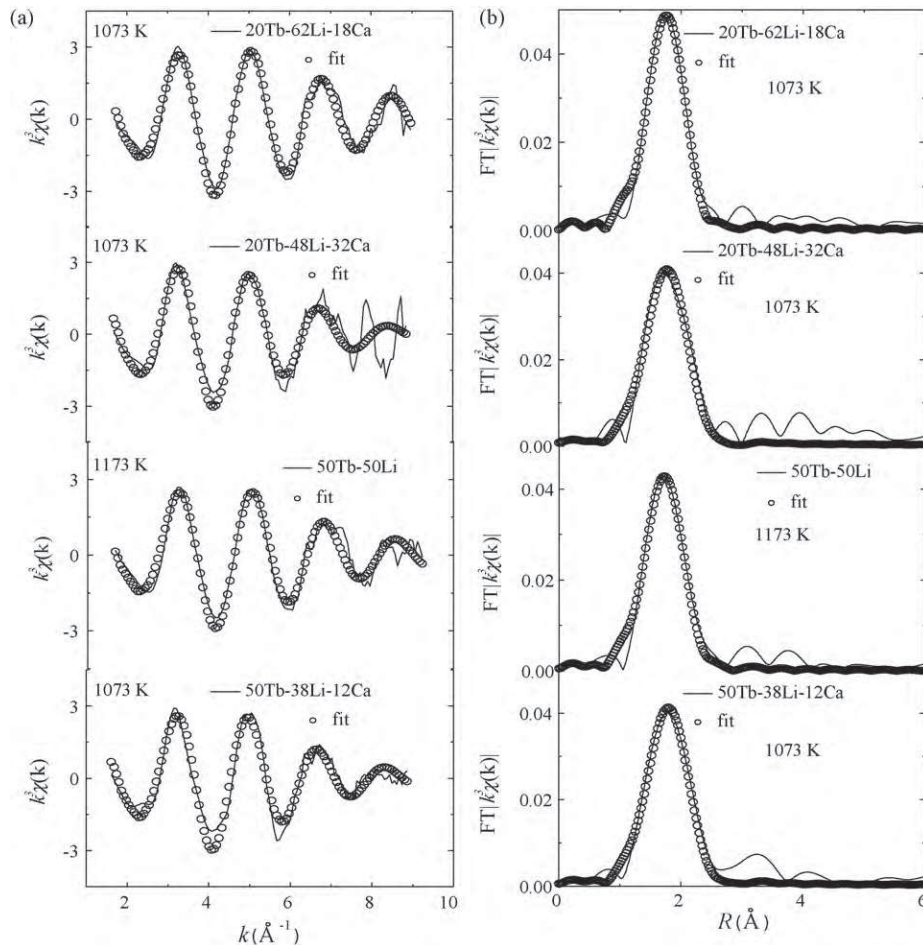 (a)
1073 K
20Tb-62Li-18Ca
fit
3
0
-3
k³χ(k)
1073 K
20Tb-48Li-32Ca
fit
3
0
-3
k³χ(k)
1173 K
50Tb-50Li
fit
3
0
-3
k³χ(k)
1073 K
50Tb-38Li-12Ca
fit
3
0
-3
k³χ(k)
2 4 6 8 10
k(Å⁻¹)
(b)
20Tb-62Li-18Ca
fit
1073 K
0.04
0.02
0.00
FT|k³χ(k)|
20Tb-48Li-32Ca
fit
1073 K
0.04
0.02
0.00
FT|k³χ(k)|
50Tb-50Li
fit
1173 K
0.04
0.02
0.00
FT|k³χ(k)|
50Tb-38Li-12Ca
fit
1073 K
0.04
0.02
0.00
FT|k³χ(k)|
0 2 4 6
R(Å)